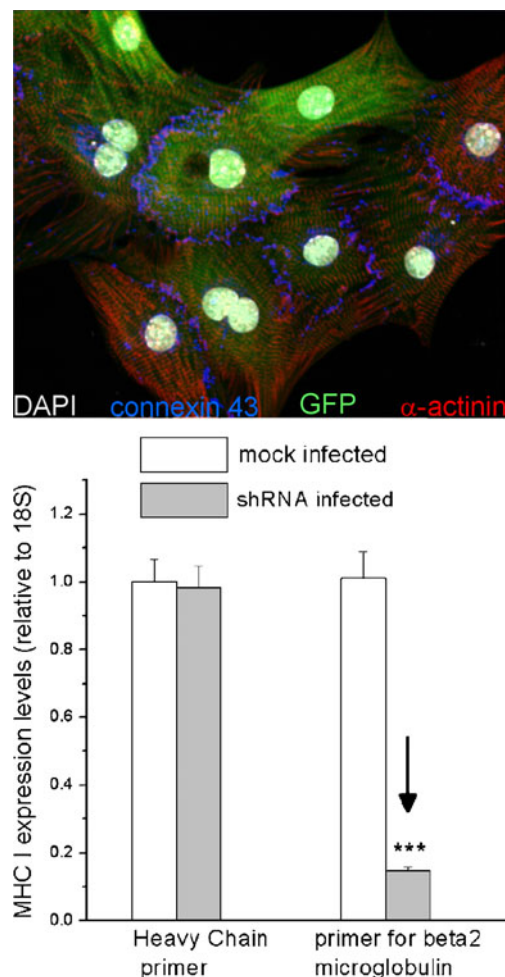 DAPI connexin 43 GFP α-actinin
mock infected
shRNA infected
MHC I expression levels (relative to 18S)
1.2
1.0
0.8
0.6
0.4
0.2
0.0
***
Heavy Chain primer for beta2
primer microglobulin